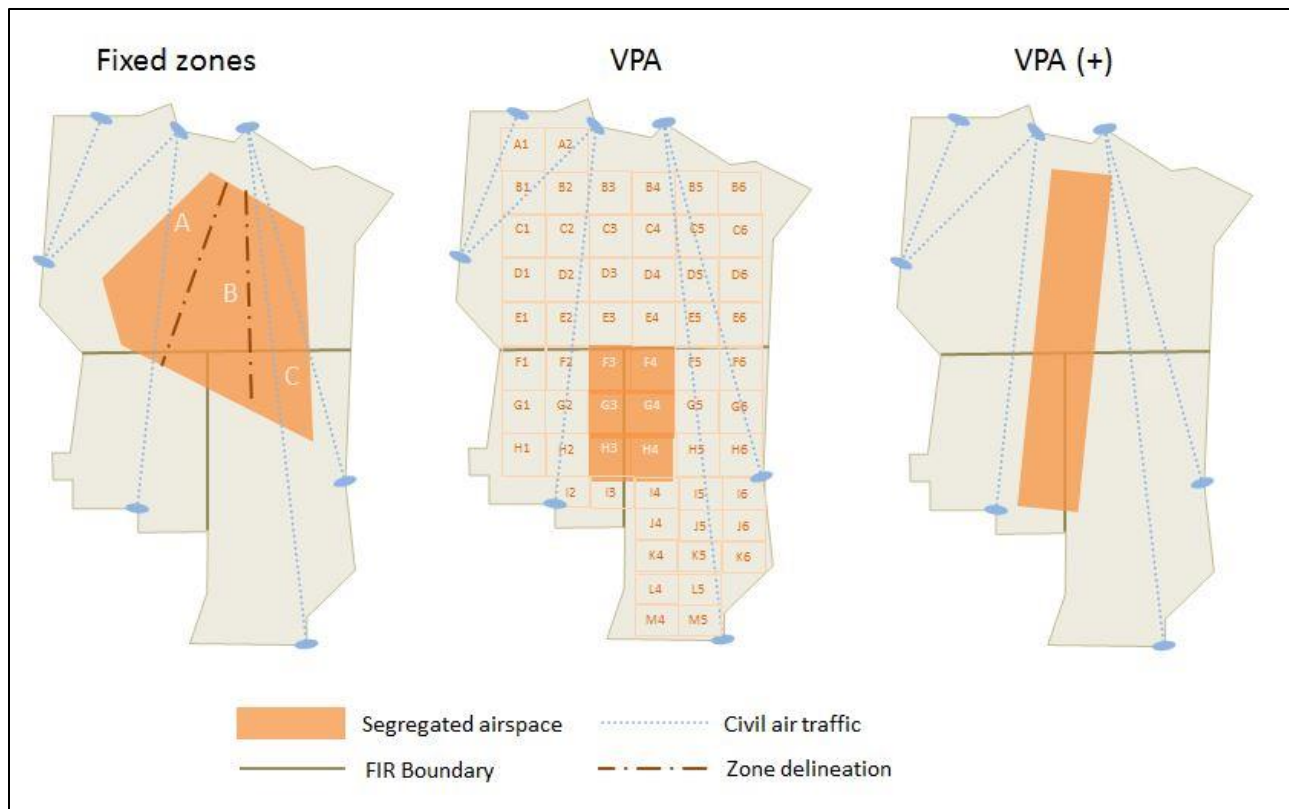 Fixed zones VPA VPA (+)
A
B
C
A1 A2
B1 B2 B3 B4 B5 B6
C1 C2 C3 C4 C5 C6
D1 D2 D3 D4 D5 D6
E1 E2 E3 E4 E5 E6
F1 F2 F3 F4 F5 F6
G1 G2 G3 G4 G5 G6
H1 H2 H3 H4 H5 H6
I2 I3 I4 I5 I6
J4 J5 J6
K4 K5 K6
L4 L5
M4 M5
Segregated airspace Civil air traffic
FIR Boundary Zone delineation